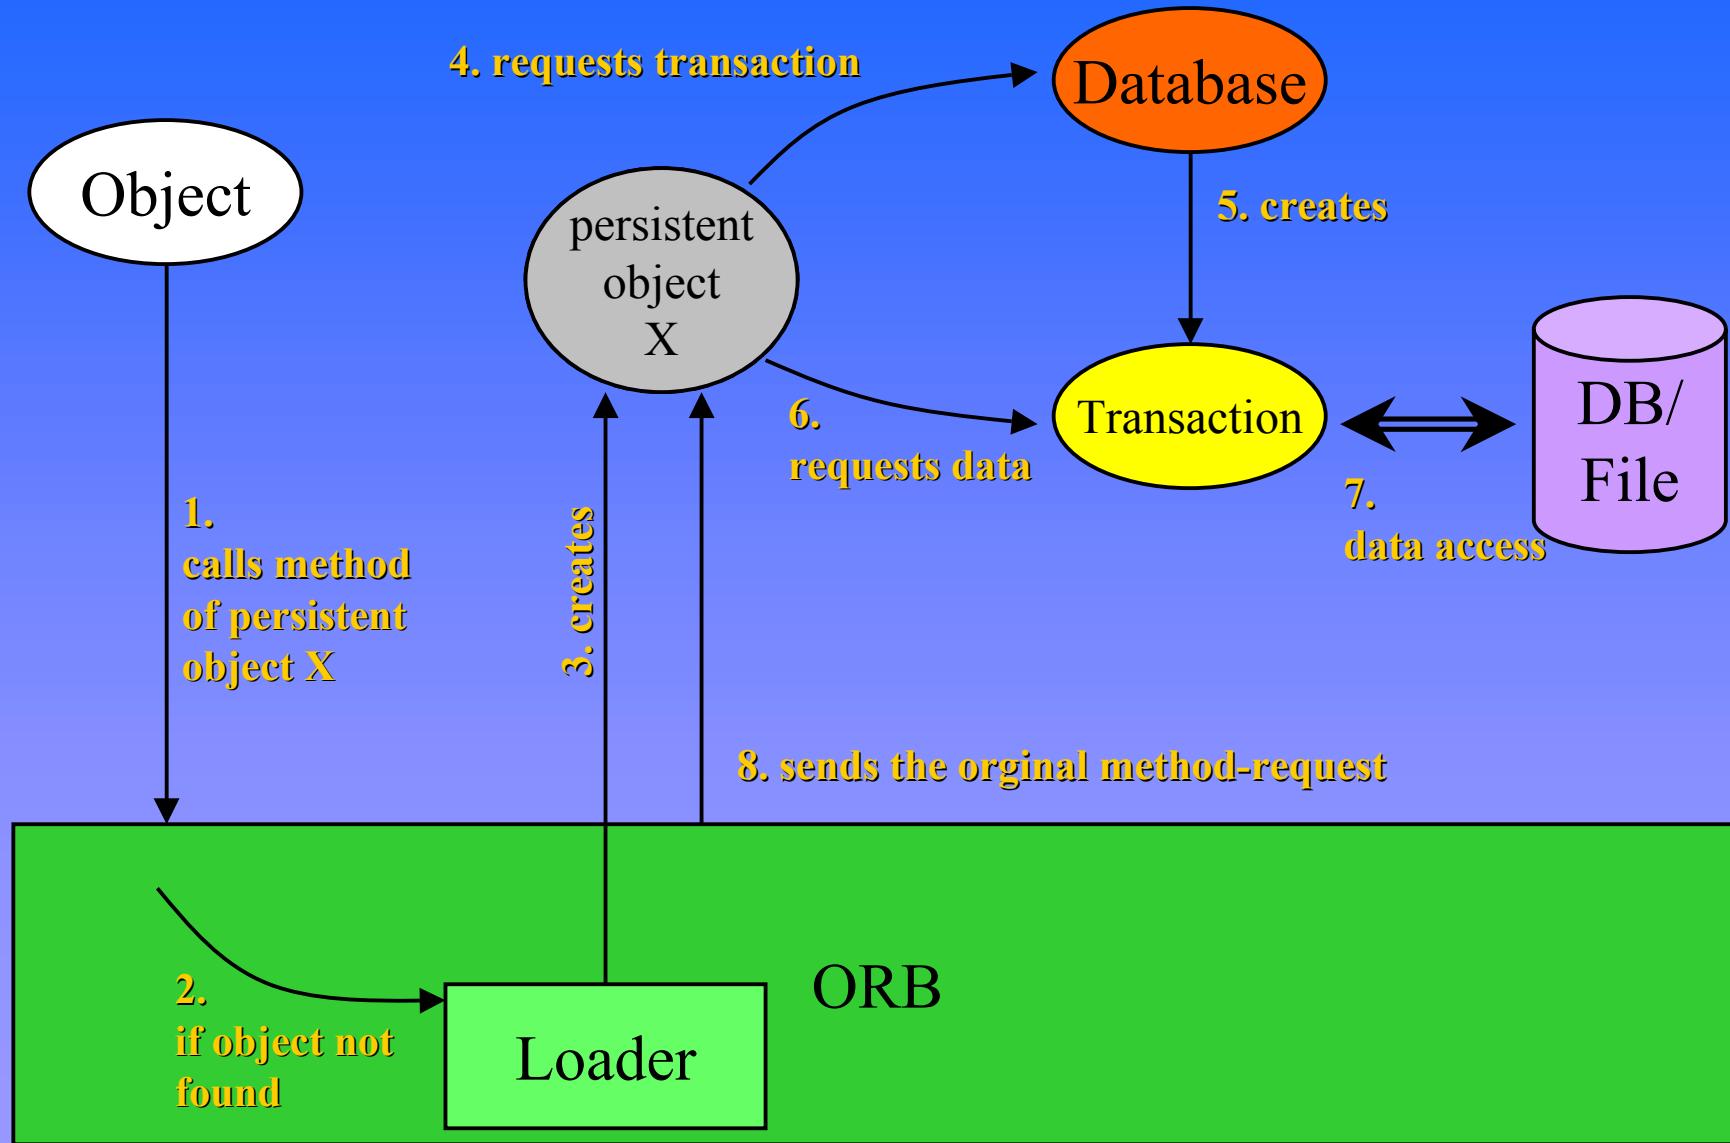 4. requests transaction
Database
Object
persistent
object
X
5. creates
Transaction
DB/
File
6.
requests data
7.
data access
1.
calls method
of persistent
object X
3. creates
8. sends the orginal method-request
2.
if object not
found
Loader
ORB